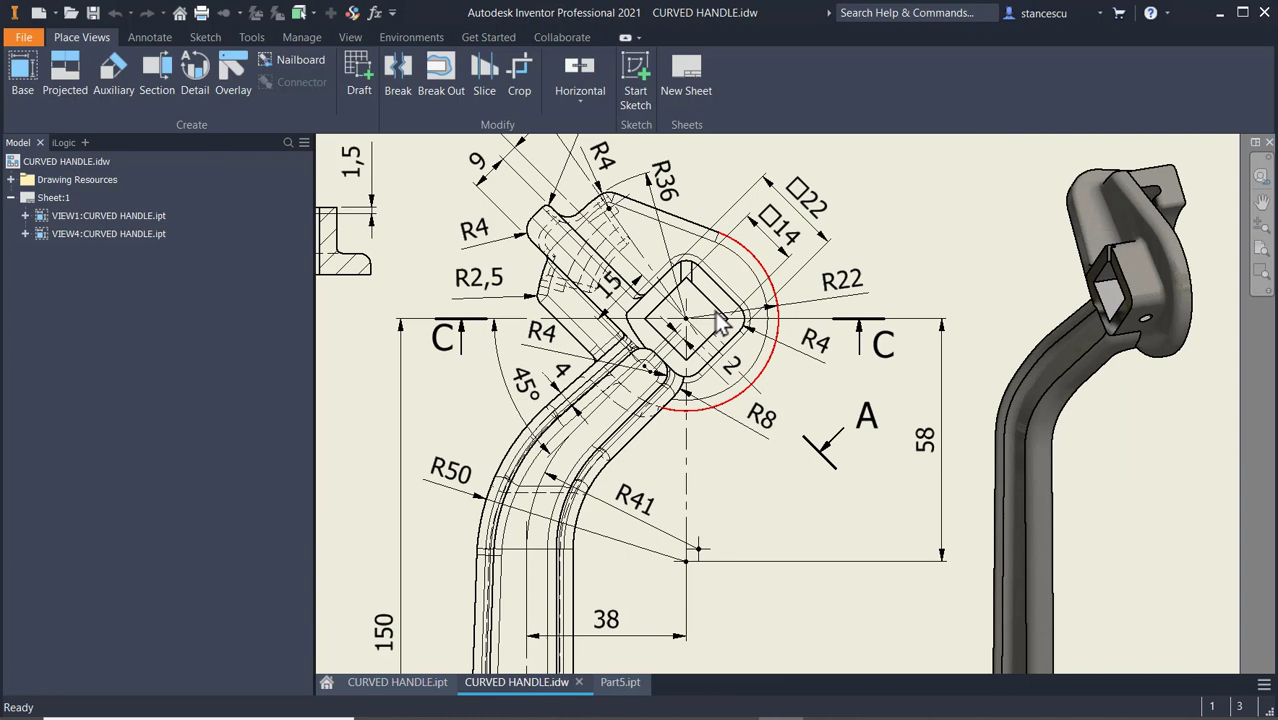 Autodesk Inventor Professional 2021 CURVED HANDLE.idw Search Help & Commands... stancescu
File Place Views Annotate Sketch Tools Manage View Environments Get Started Collaborate
Base Projected Auxiliary Section Detail Overlay Nailboard Connector Draft Break Break Out Slice Crop Horizontal Start Sketch New Sheet
Create Modify Sketch Sheets
Model iLogic
CURVED HANDLE.idw
Drawing Resources
Sheet:1
VIEW1:CURVED HANDLE.ipt
VIEW4:CURVED HANDLE.ipt
1,5
9
R4
R36
□22
□14
R4
R2,5
15
R22
C
R4
R4
C
45°
4
2
R8
A
58
R50
R41
38
150
CURVED HANDLE.ipt CURVED HANDLE.idw Part5.ipt
Ready 1 3